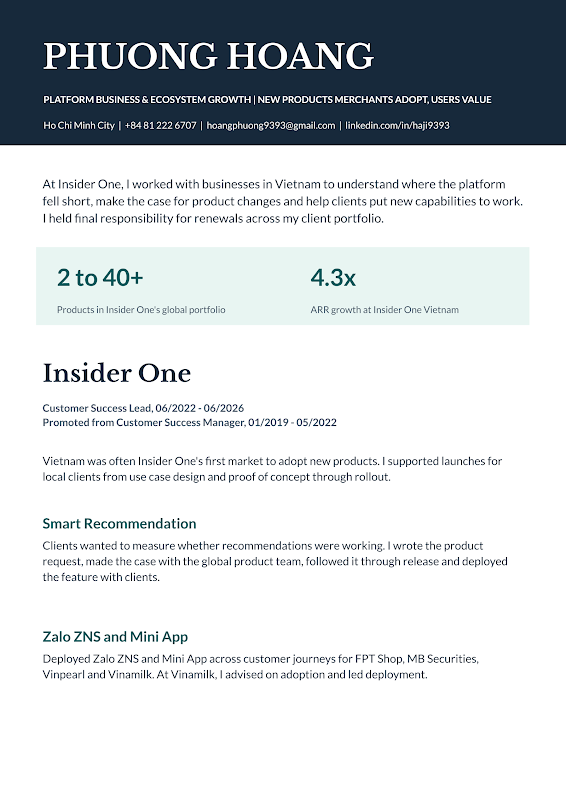 PHUONG HOANG
PLATFORM BUSINESS & ECOSYSTEM GROWTH | NEW PRODUCTS MERCHANTS ADOPT, USERS VALUE
Ho Chi Minh City | +84 81 222 6707 | hoangphuong9393@gmail.com | linkedin.com/in/haji9393
At Insider One, I worked with businesses in Vietnam to understand where the platform
fell short, make the case for product changes and help clients put new capabilities to work.
I held final responsibility for renewals across my client portfolio.
2 to 40+
Products in Insider One's global portfolio
4.3x
ARR growth at Insider One Vietnam
Insider One
Customer Success Lead, 06/2022 - 06/2026
Promoted from Customer Success Manager, 01/2019 - 05/2022
Vietnam was often Insider One's first market to adopt new products. I supported launches for
local clients from use case design and proof of concept through rollout.
Smart Recommendation
Clients wanted to measure whether recommendations were working. I wrote the product
request, made the case with the global product team, followed it through release and deployed
the feature with clients.
Zalo ZNS and Mini App
Deployed Zalo ZNS and Mini App across customer journeys for FPT Shop, MB Securities,
Vinpearl and Vinamilk. At Vinamilk, I advised on adoption and led deployment.